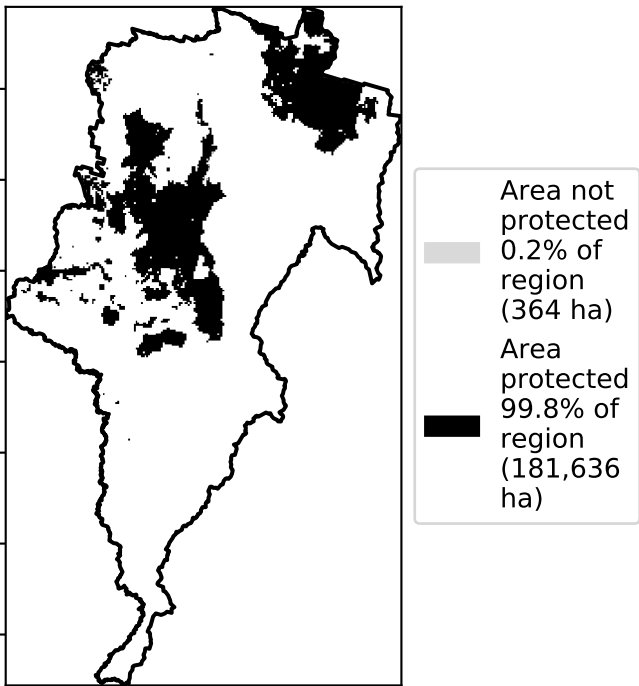 Area not
protected
0.2% of
region
(364 ha)
Area
protected
99.8% of
region
(181,636
ha)